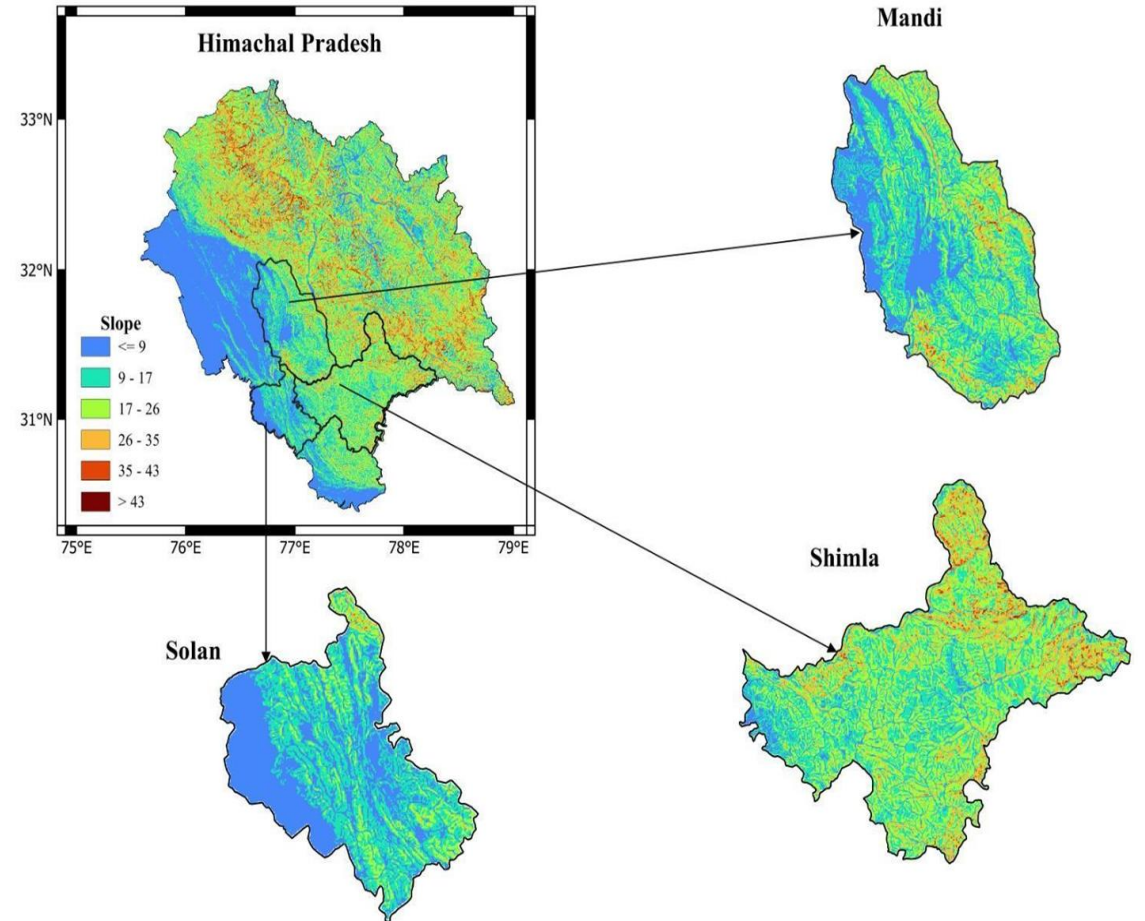 Himachal Pradesh
Mandi
33°N
32°N
31°N
Slope
<= 9
9 - 17
17 - 26
26 - 35
35 - 43
> 43
75°E
76°E
77°E
78°E
79°E
Solan
Shimla